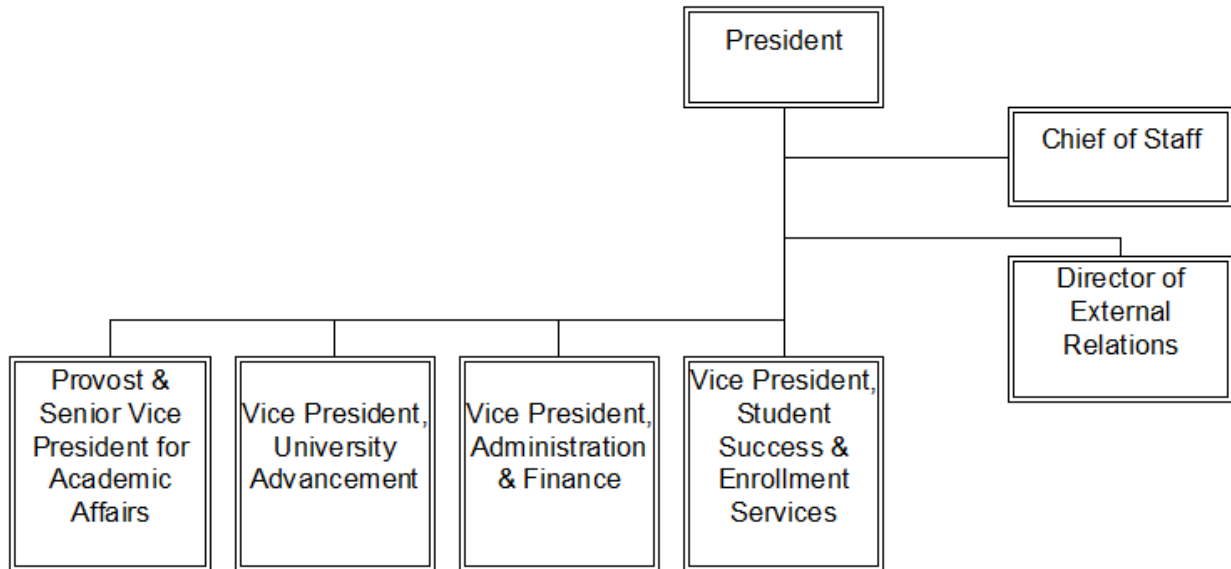 President
Chief of Staff
Director of
External
Relations
Provost &
Senior Vice
President for
Academic
Affairs
Vice President,
University
Advancement
Vice President,
Administration
& Finance
Vice President,
Student
Success &
Enrollment
Services